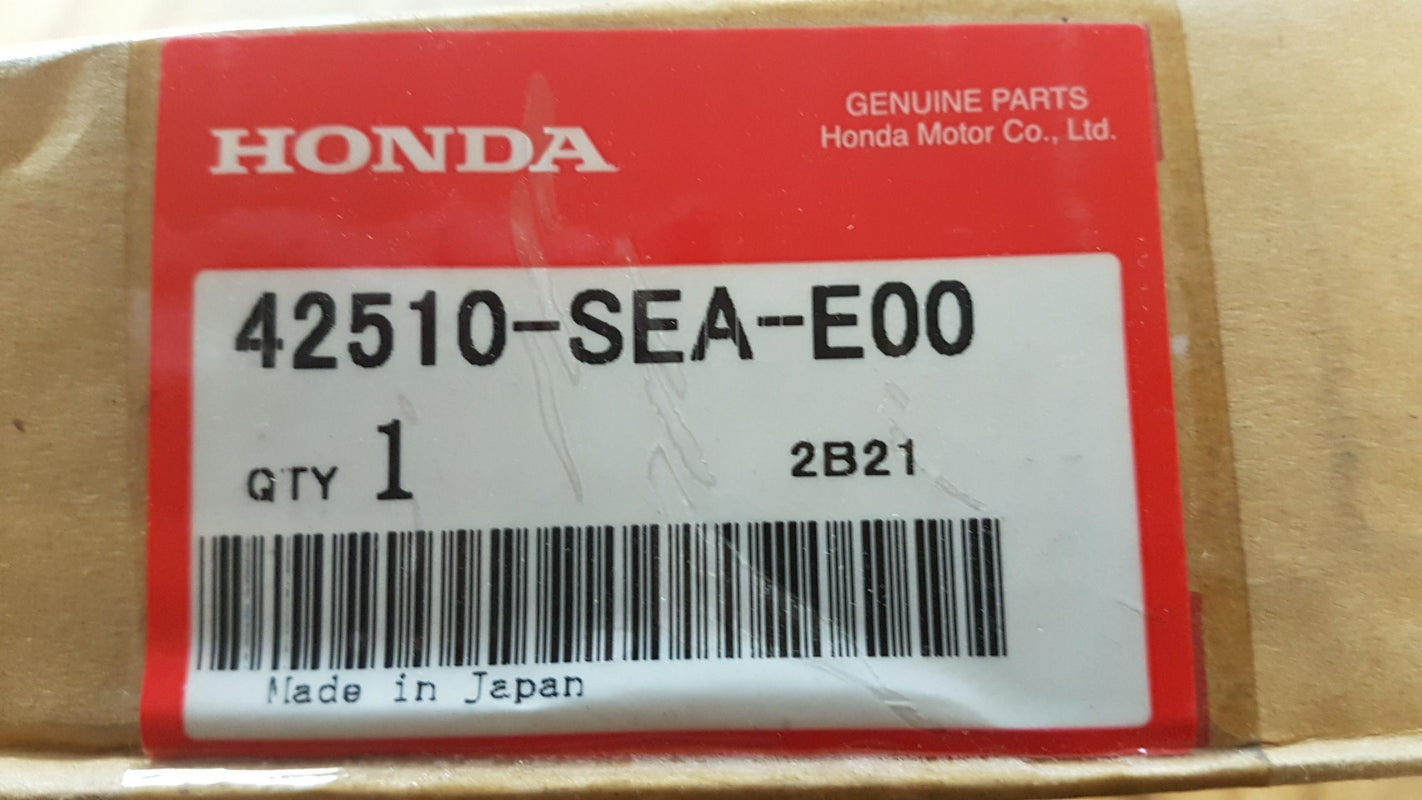 HONDA
GENUINE PARTS
Honda Motor Co., Ltd.
42510-SEA-E00
QTY 1
2B21
Made in Japan